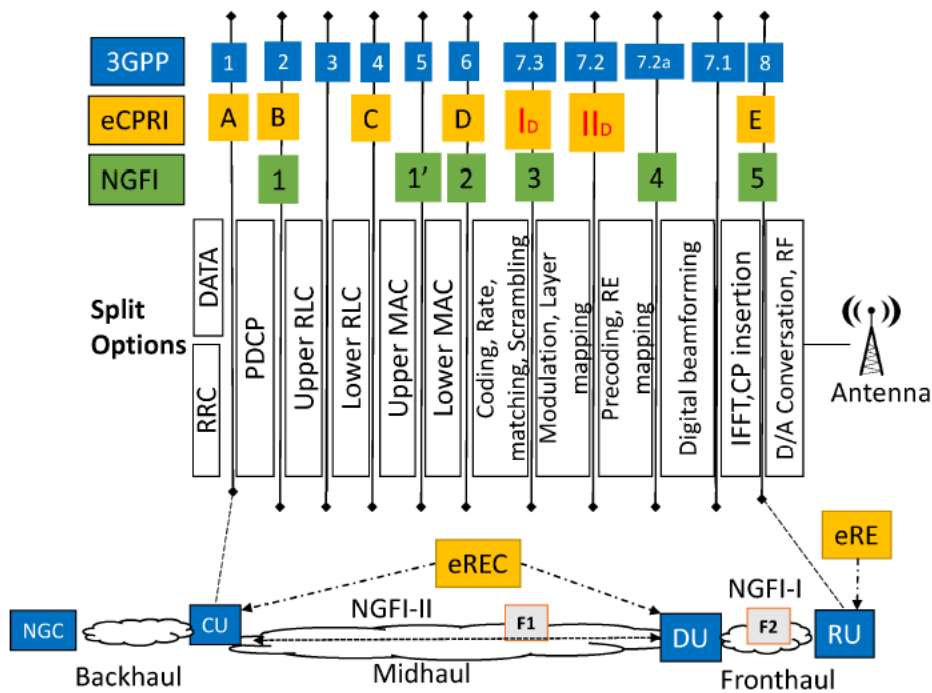 3GPP 1 2 3 4 5 6 7.3 7.2 7.2a 7.1 8
eCPRI A B C D I_D II_D E
NGFI 1 1’ 2 3 4 5
Split
Options
DATA
RRC
PDCP
Upper RLC
Lower RLC
Upper MAC
Lower MAC
Coding, Rate,
matching, Scrambling
Modulation, Layer
mapping
Precoding, RE
mapping
Digital beamforming
IFFT,CP insertion
D/A Conversation, RF
Antenna
eREC
eRE
NGFI-II
NGFI-I
NGC
CU
F1
DU
F2
RU
Backhaul
Midhaul
Fronthaul